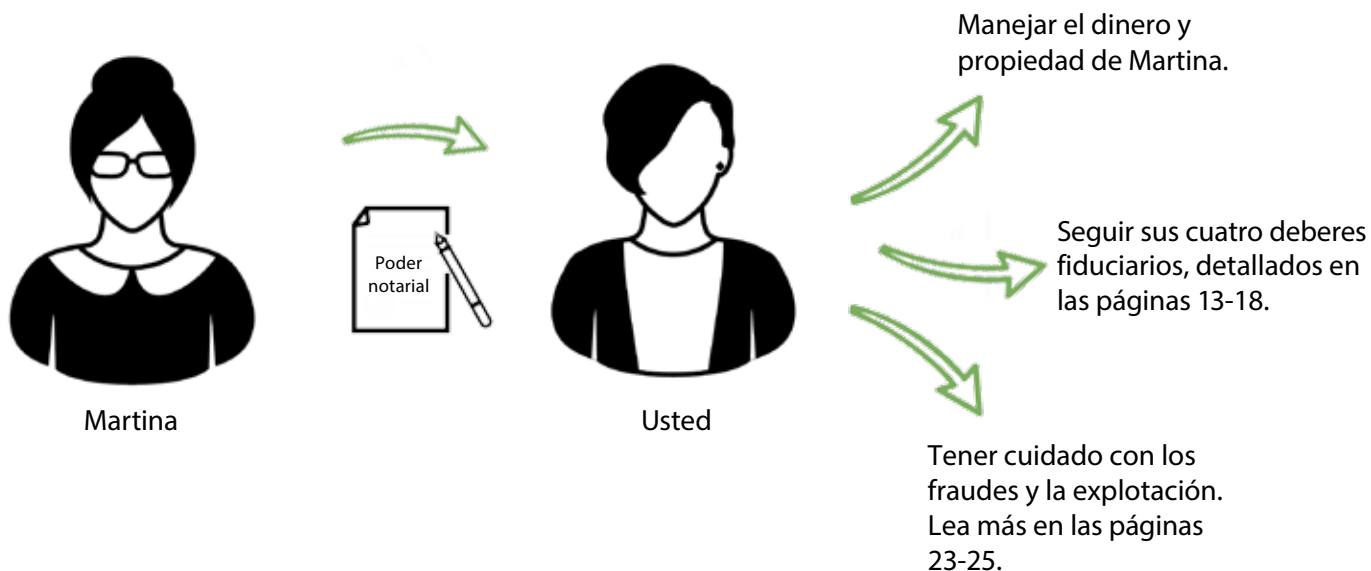 Manejar el dinero y
propiedad de Martina.
Poder
notarial
Seguir sus cuatro deberes
fiduciarios, detallados en
las páginas 13-18.
Martina
Usted
Tener cuidado con los
fraudes y la explotación.
Lea más en las páginas
23-25.